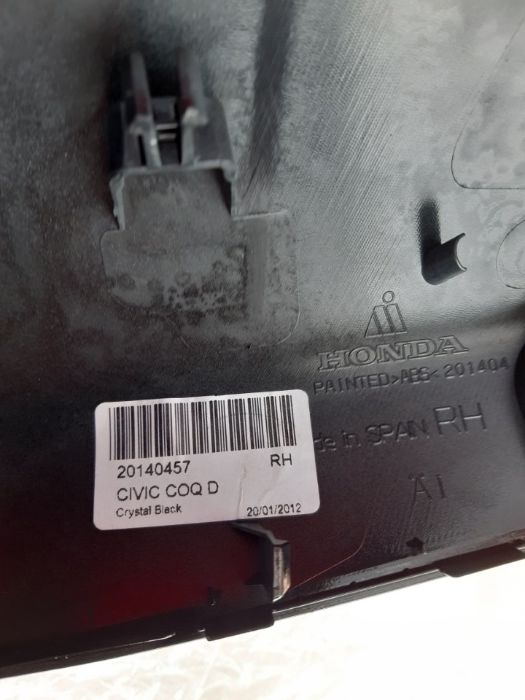 HONDA
PAINTED>ABS<201404
de in SPAIN RH
A1
20140457 RH
CIVIC COQ D
Crystal Black 20/01/2012